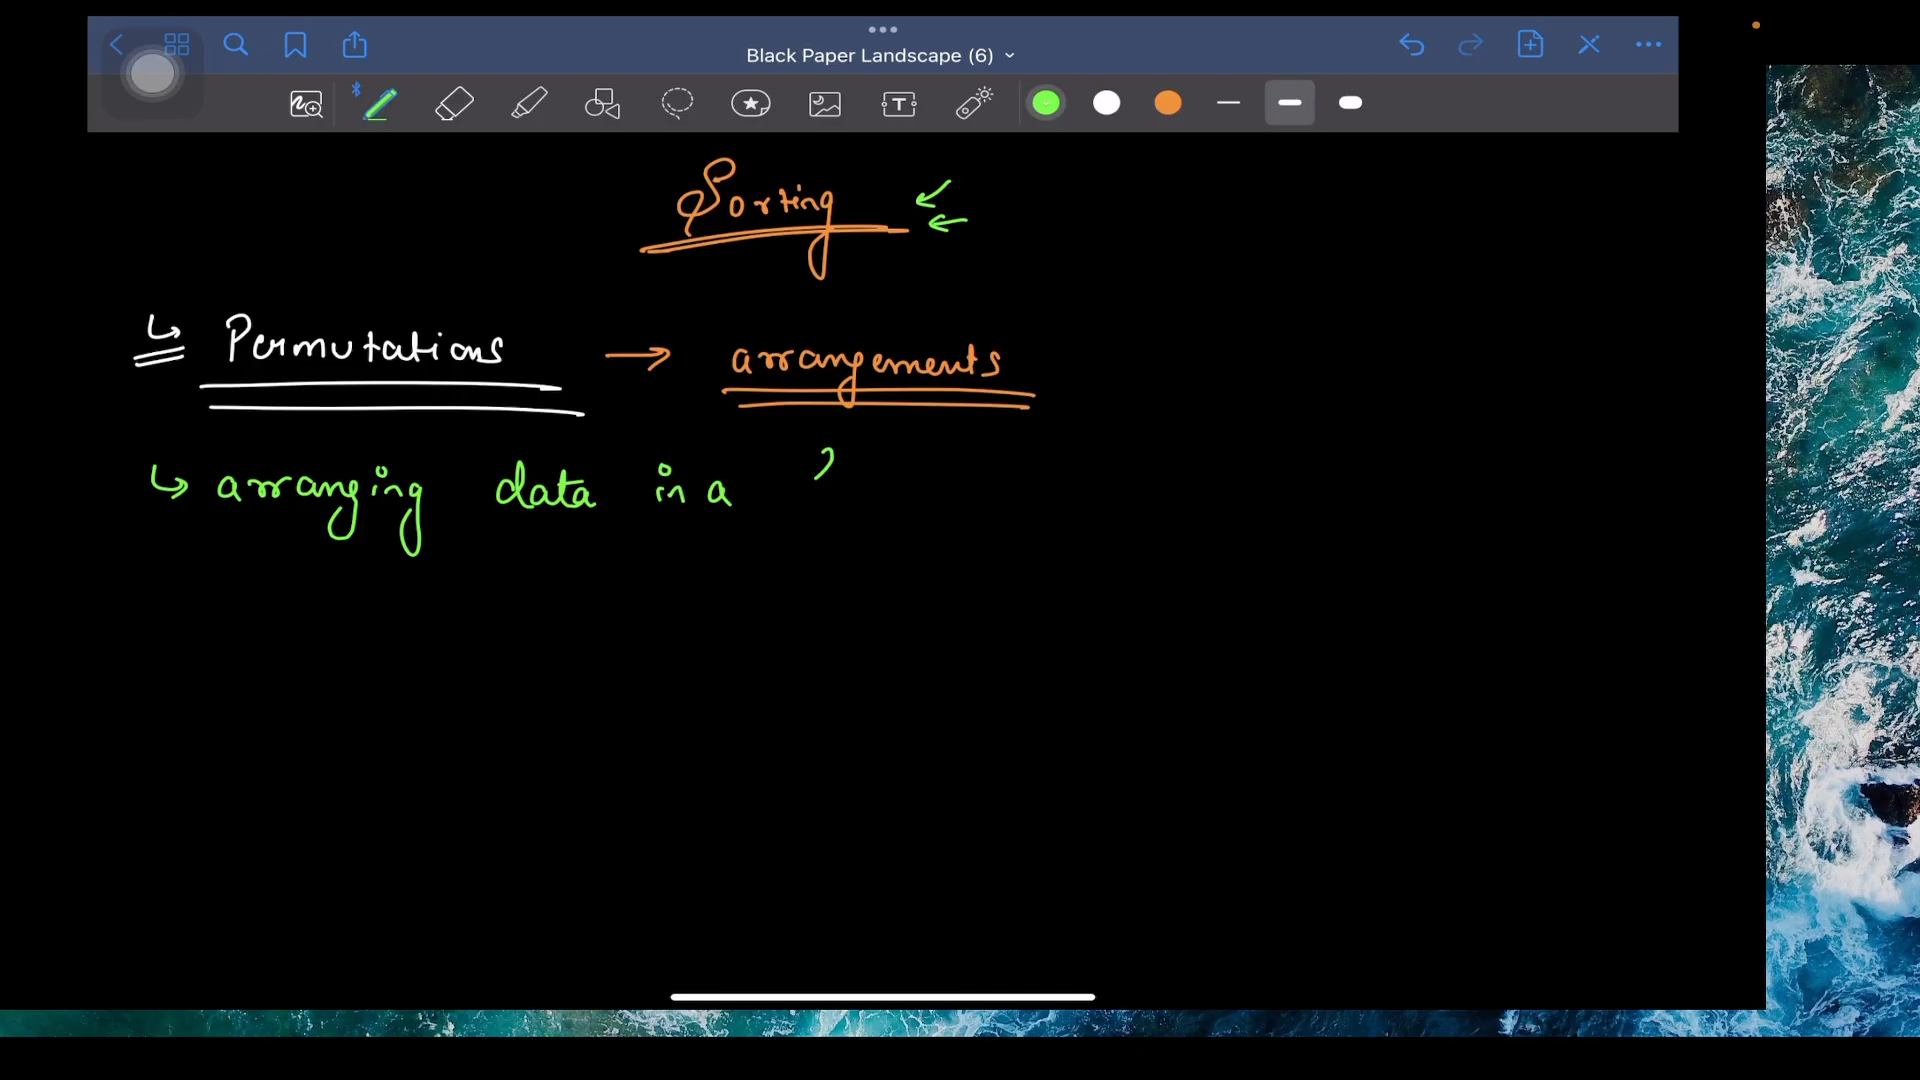 Black Paper Landscape (6)
T
Sorting
Permutations → arrangements
↳ arranging data in a